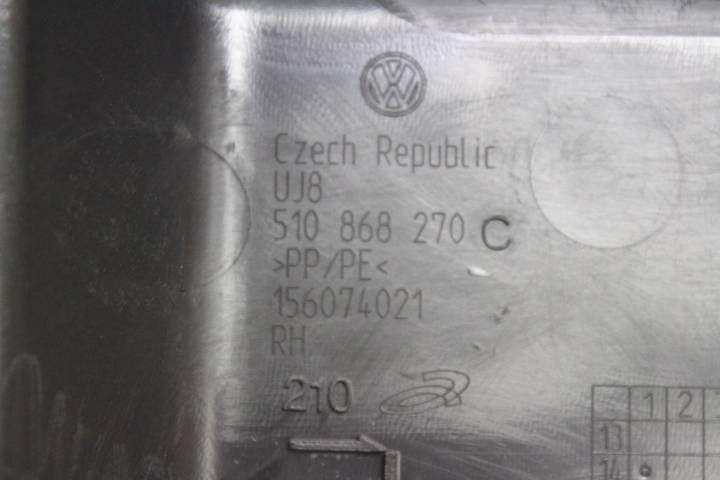 Czech Republic
UJ8
510 868 270 C
>PP/PE<
156074021
RH
210
1 2
13
14